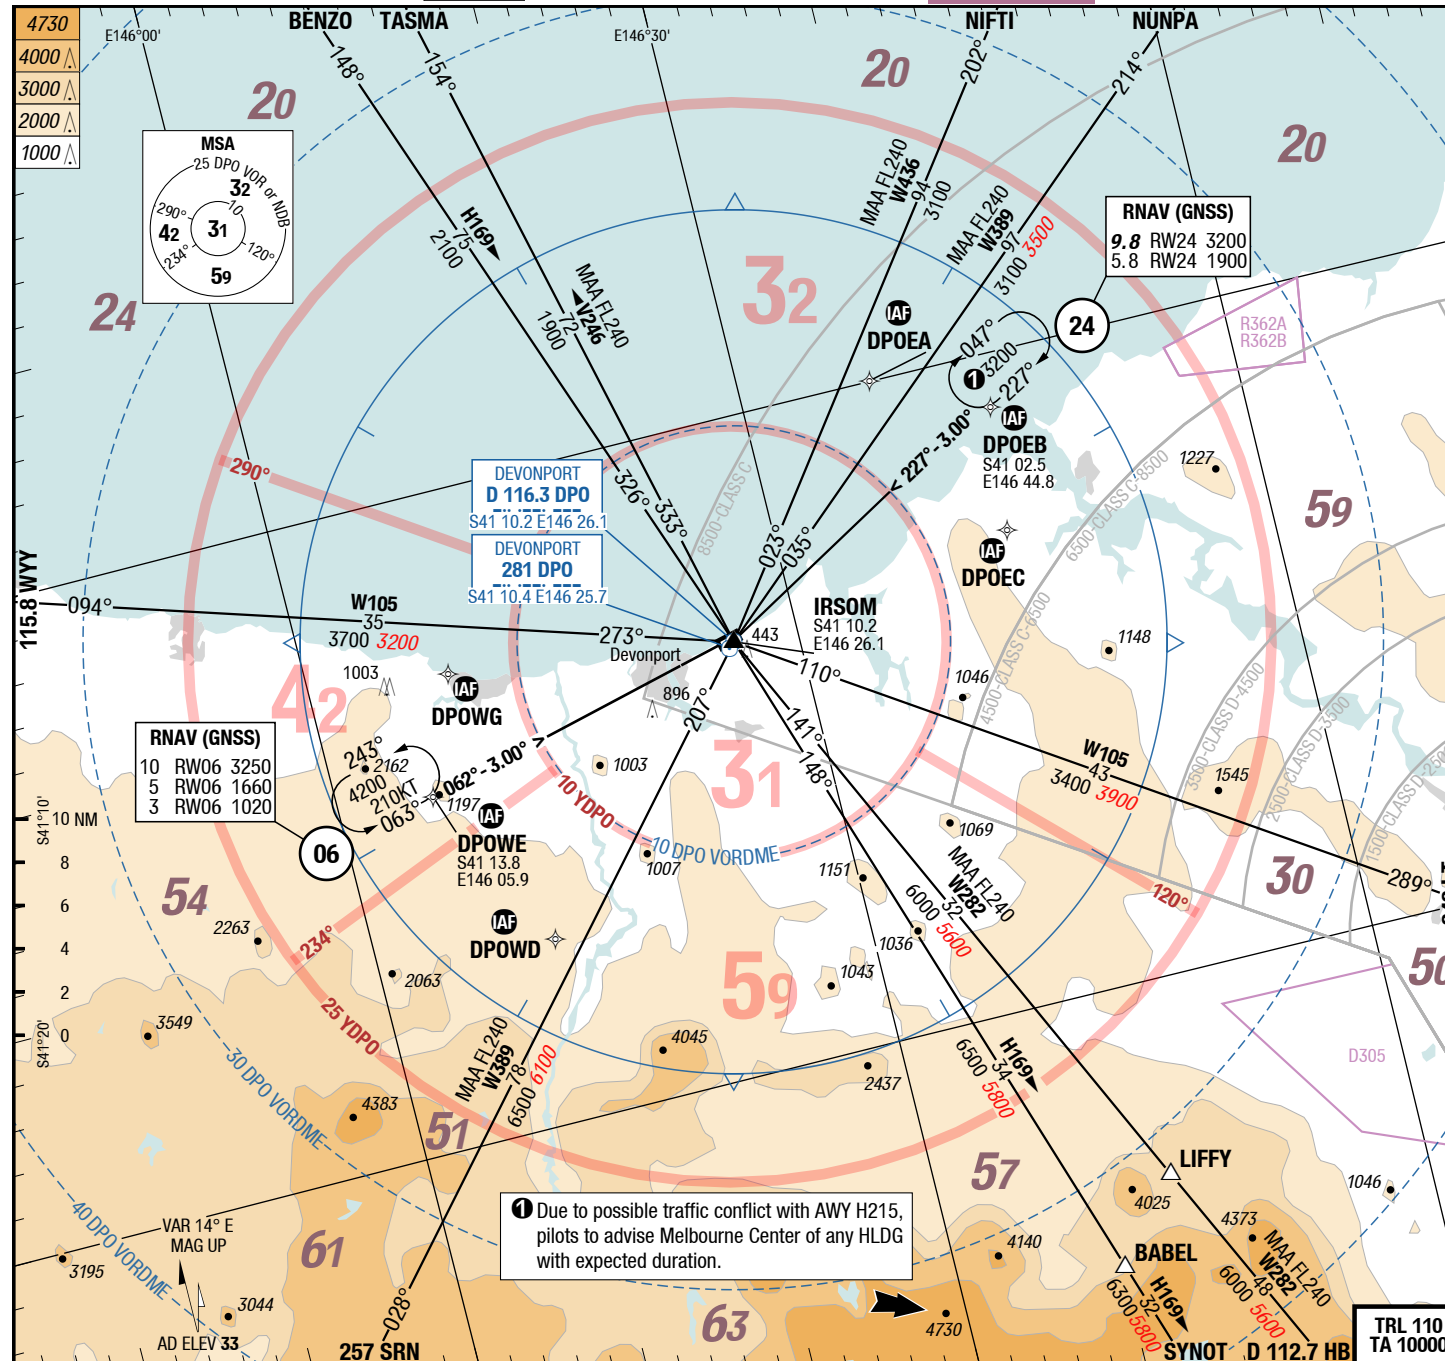 4730
4000
3000
2000
1000
E146°00'
BENZO
TASMA
E146°30'
NIFTI
NUNPA
148°
154°
202°
214°
20
20
20
MSA
25 DPO VOR or NDB
32
10
290°
42
31
120°
234°
59
24
H169
75
2100
MAA FL240
V246
72
1900
MAA FL240
W436
94
3100
MAA FL240
W389
97
3100 3500
RNAV (GNSS)
9.8 RW24 3200
5.8 RW24 1900
24
R362A
R362B
32
IAF
DPOEA
047°
1 3200
227°
IAF
DPOEB
S41 02.5
E146 44.8
< 227°- 3.00°
290°
326°
333°
023°
035°
DEVONPORT
D 116.3 DPO
S41 10.2 E146 26.1
DEVONPORT
281 DPO
S41 10.4 E146 25.7
8500-CLASS C
6500-CLASS C-8500
4500-CLASS C-6500
3500-CLASS D-4500
2500-CLASS D-3500
1227
59
IAF
DPOEC
115.8 WYY
094°
W105
35
3700 3200
273°
Devonport
443
IRSOM
S41 10.2
E146 26.1
1148
1046
110°
1003
42
IAF
DPOWG
896
207°
141°
148°
31
W105
43
3400 3900
1545
289°
RNAV (GNSS)
10 RW06 3250
5 RW06 1660
3 RW06 1020
06
243°
2162
4200
210KT
063°
1197
062°- 3.00° >
1003
10 YDPO
10 DPO VORDME
IAF
DPOWE
S41 13.8
E146 05.9
1007
1069
1151
MAA FL240
W282
32
6000 5600
30
120°
S41°10'
10 NM
8
6
4
2
0
S41°20'
54
2263
234°
2063
IAF
DPOWD
1036
1043
59
25 YDPO
3549
4045
2437
50
D305
30 DPO VORDME
MAA FL240
W389
78
6500 6100
H169
34
6500 5800
4383
51
57
LIFFY
4025
1046
40 DPO VORDME
VAR 14° E
MAG UP
61
1 Due to possible traffic conflict with AWY H215,
pilots to advise Melbourne Center of any HLDG
with expected duration.
4140
4373
BABEL
MAA FL240
W282
48
6000 5600
H169
32
6300 5800
3195
3044
AD ELEV 33
028°
257 SRN
63
4730
SYNOT
D 112.7 HB
TRL 110
TA 10000